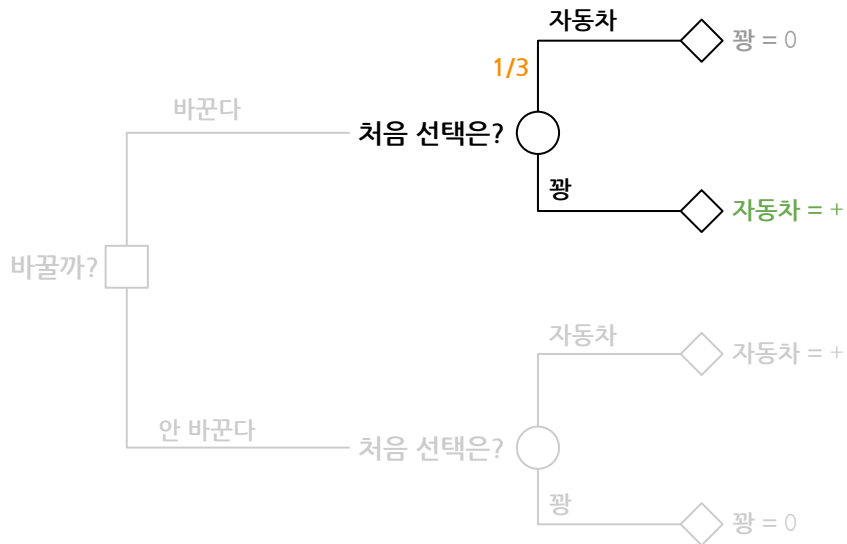 자동차
꽝 = 0
1/3
바꾼다
처음 선택은?
꽝
자동차 = +
바꿀까?
자동차
자동차 = +
안 바꾼다
처음 선택은?
꽝
꽝 = 0